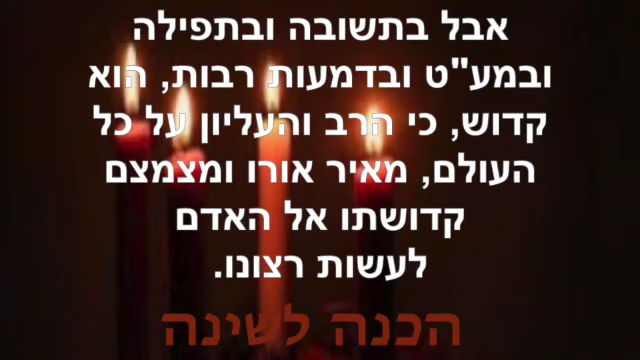 אבל בתשובה ובתפילה
ובמע"ט ובדמעות רבות, הוא
קדוש, כי הרב והעליון על כל
העולם, מאיר אורו ומצמצם
קדושתו אל האדם
לעשות רצונו.
הכנה לשינה